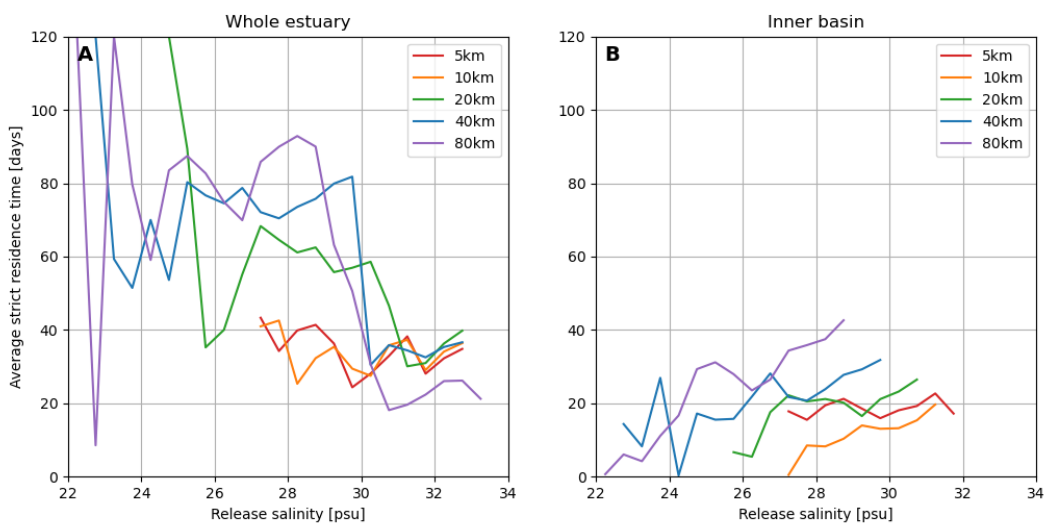 Whole estuary
A
5km
10km
20km
40km
80km
Average strict residence time [days]
120
100
80
60
40
20
0
22
24
26
28
30
32
34
Release salinity [psu]
Inner basin
B
5km
10km
20km
40km
80km
120
100
80
60
40
20
0
22
24
26
28
30
32
34
Release salinity [psu]